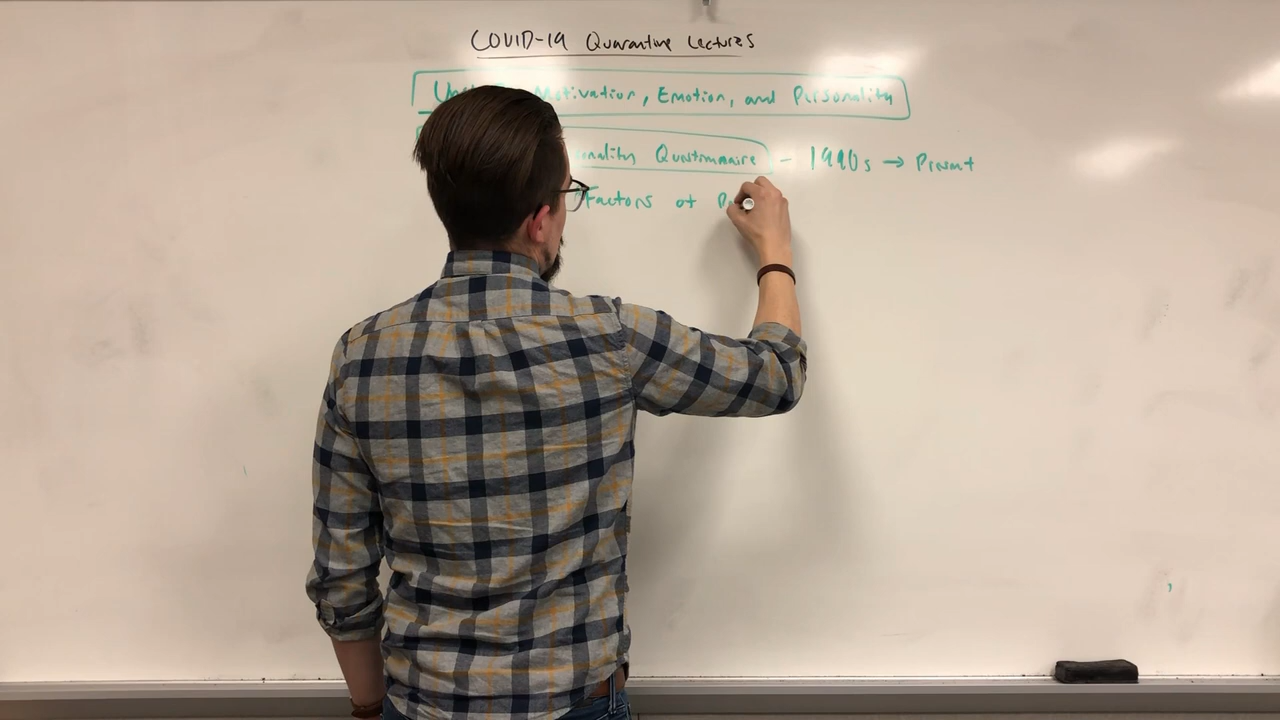 COVID-19 Quarantine Lectures
Motivation, Emotion, and Personality
Questionnaire - 1990s → Present
Factors of